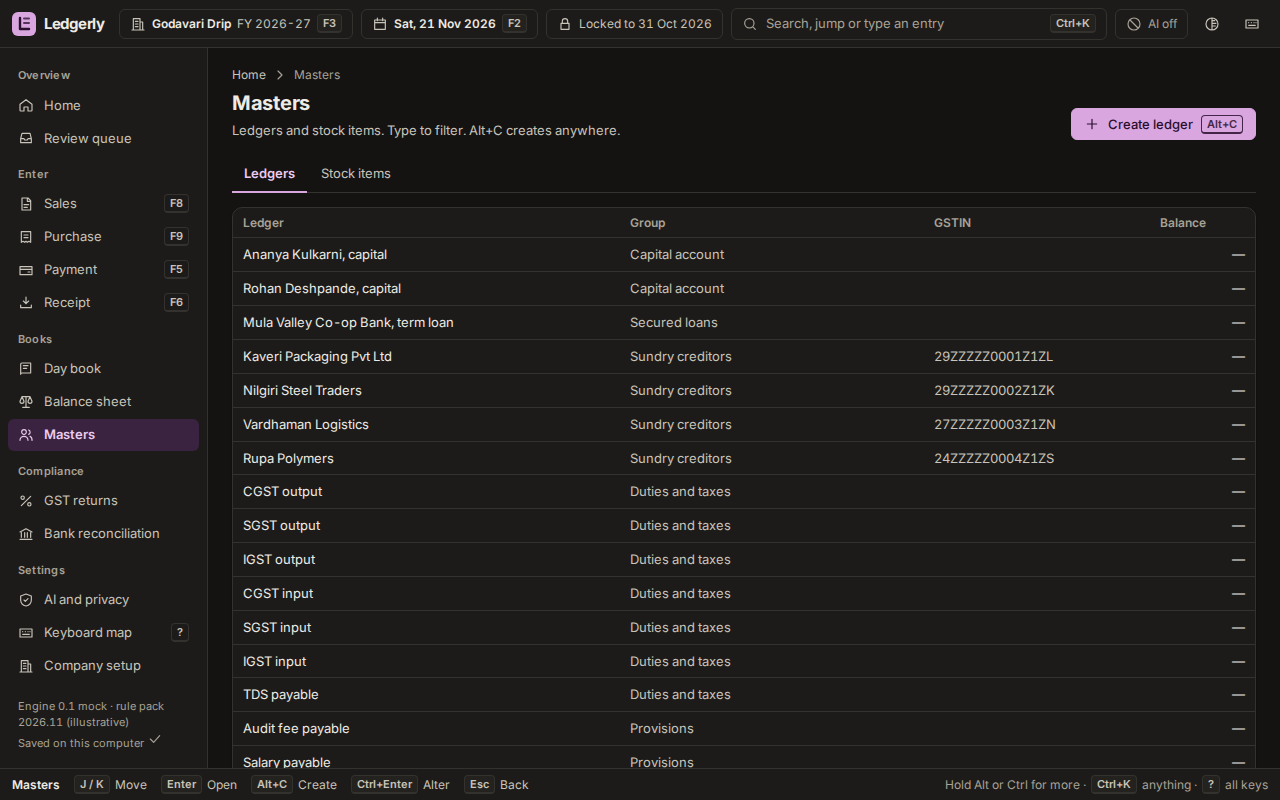 Ledgerly
Godavari Drip FY 2026-27 F3
Sat, 21 Nov 2026 F2
Locked to 31 Oct 2026
Search, jump or type an entry Ctrl+K
AI off
Overview
Home
Review queue
Enter
Sales F8
Purchase F9
Payment F5
Receipt F6
Books
Day book
Balance sheet
Masters
Compliance
GST returns
Bank reconciliation
Settings
AI and privacy
Keyboard map ?
Company setup
Engine 0.1 mock · rule pack
2026.11 (illustrative)
Saved on this computer
Home > Masters
Masters
Ledgers and stock items. Type to filter. Alt+C creates anywhere.
+ Create ledger Alt+C
Ledgers Stock items
Ledger Group GSTIN Balance
Ananya Kulkarni, capital Capital account —
Rohan Deshpande, capital Capital account —
Mula Valley Co-op Bank, term loan Secured loans —
Kaveri Packaging Pvt Ltd Sundry creditors 29ZZZZZ0001Z1ZL —
Nilgiri Steel Traders Sundry creditors 29ZZZZZ0002Z1ZK —
Vardhaman Logistics Sundry creditors 27ZZZZZ0003Z1ZN —
Rupa Polymers Sundry creditors 24ZZZZZ0004Z1ZS —
CGST output Duties and taxes —
SGST output Duties and taxes —
IGST output Duties and taxes —
CGST input Duties and taxes —
SGST input Duties and taxes —
IGST input Duties and taxes —
TDS payable Duties and taxes —
Audit fee payable Provisions —
Salary payable Provisions —
Masters J / K Move Enter Open Alt+C Create Ctrl+Enter Alter Esc Back
Hold Alt or Ctrl for more · Ctrl+K anything · ? all keys